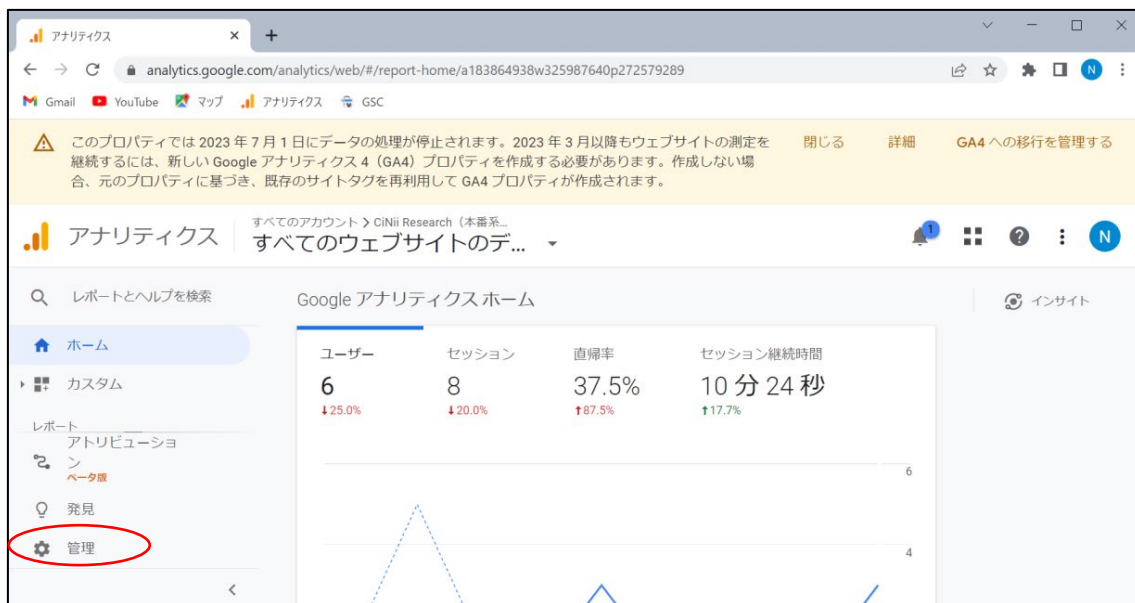 アナリティクス
analytics.google.com/analytics/web/#/report-home/a183864938w325987640p272579289
N
Gmail YouTube マップ アナリティクス GSC
このプロパティでは 2023 年 7 月 1 日にデータの処理が停止されます。2023 年 3 月以降もウェブサイトの測定を
継続するには、新しい Google アナリティクス 4（GA4）プロパティを作成する必要があります。作成しない場
合、元のプロパティに基づき、既存のサイトタグを再利用して GA4 プロパティが作成されます。
閉じる 詳細 GA4 への移行を管理する
アナリティクス
すべてのアカウント > CiNii Research（本番系...
すべてのウェブサイトのデ...
1
N
レポートとヘルプを検索
Google アナリティクス ホーム
インサイト
ホーム
カスタム
レポート
アトリビューショ
ン
ベータ版
発見
管理
ユーザー セッション 直帰率 セッション継続時間
6 8 37.5% 10 分 24 秒
↓25.0% ↓20.0% ↑87.5% ↑17.7%
6
4